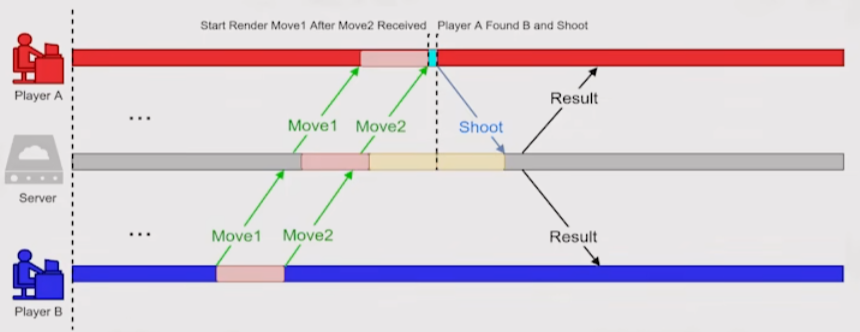 Start Render Move1 After Move2 Received
Player A Found B and Shoot
Player A
...
Move1
Move2
Shoot
Result
Server
...
Move1
Move2
Result
Player B